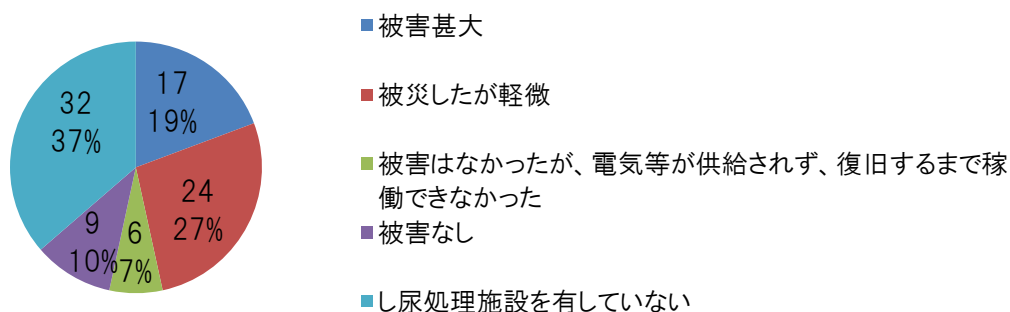 17
19%
24
27%
6
7%
9
10%
32
37%
被害甚大
被災したが軽微
被害はなかったが、電気等が供給されず、復旧するまで稼
働できなかった
被害なし
し尿処理施設を有していない